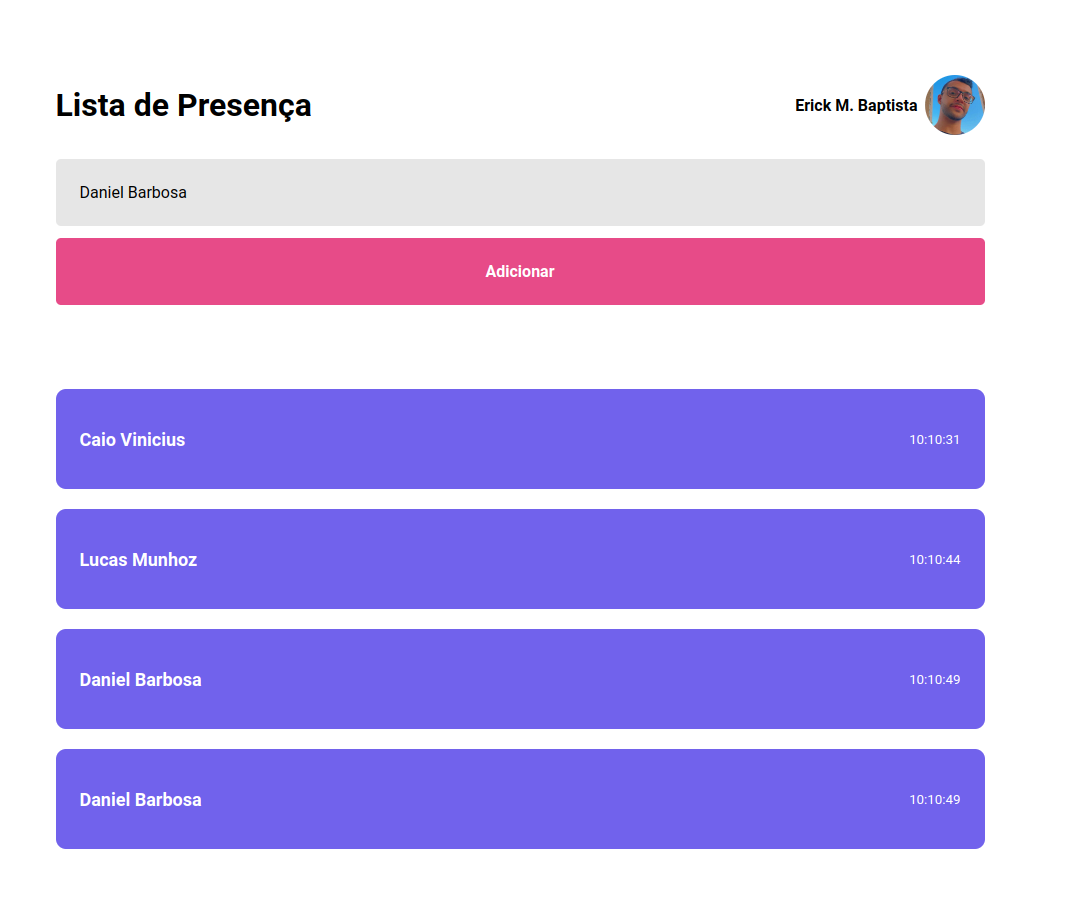 Lista de Presença
Erick M. Baptista
Daniel Barbosa
Adicionar
Caio Vinicius
10:10:31
Lucas Munhoz
10:10:44
Daniel Barbosa
10:10:49
Daniel Barbosa
10:10:49